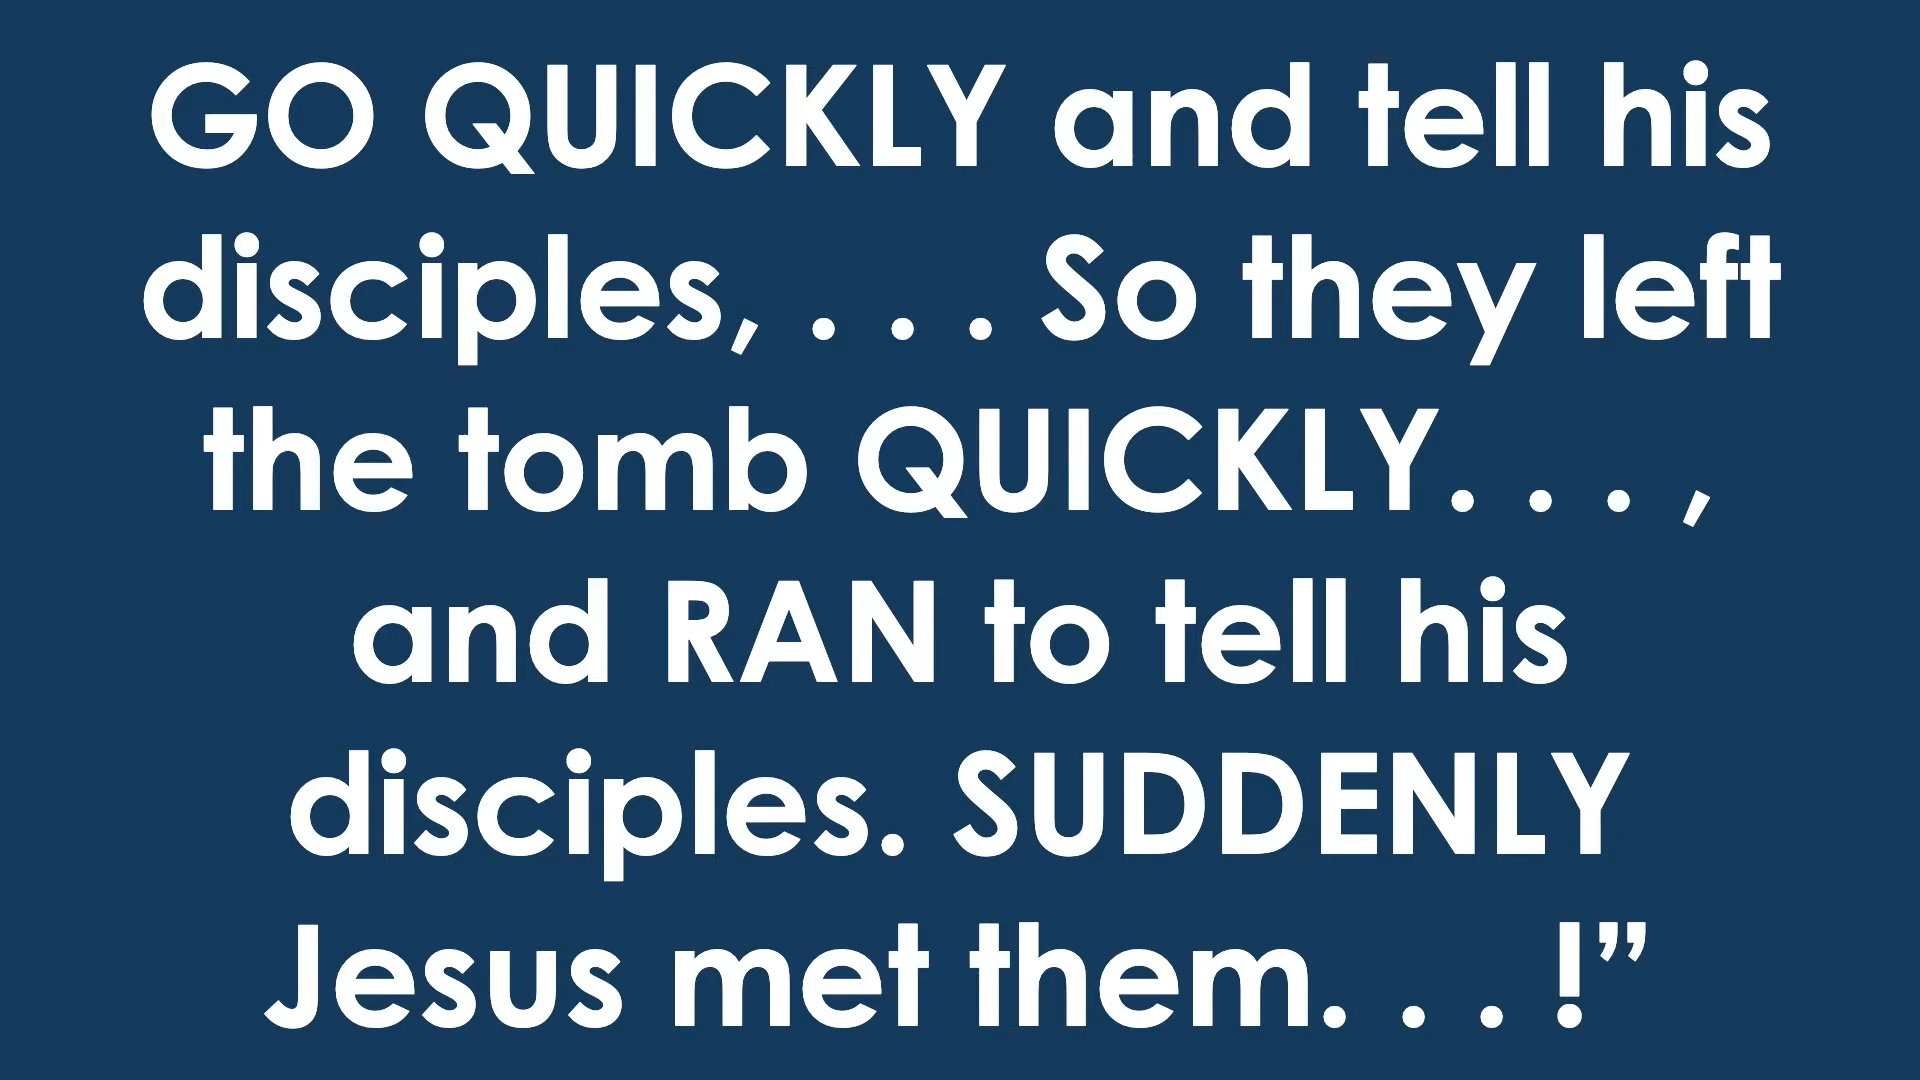 GO QUICKLY and tell his
disciples, . . . So they left
the tomb QUICKLY. . . ,
and RAN to tell his
disciples. SUDDENLY
Jesus met them. . . !”